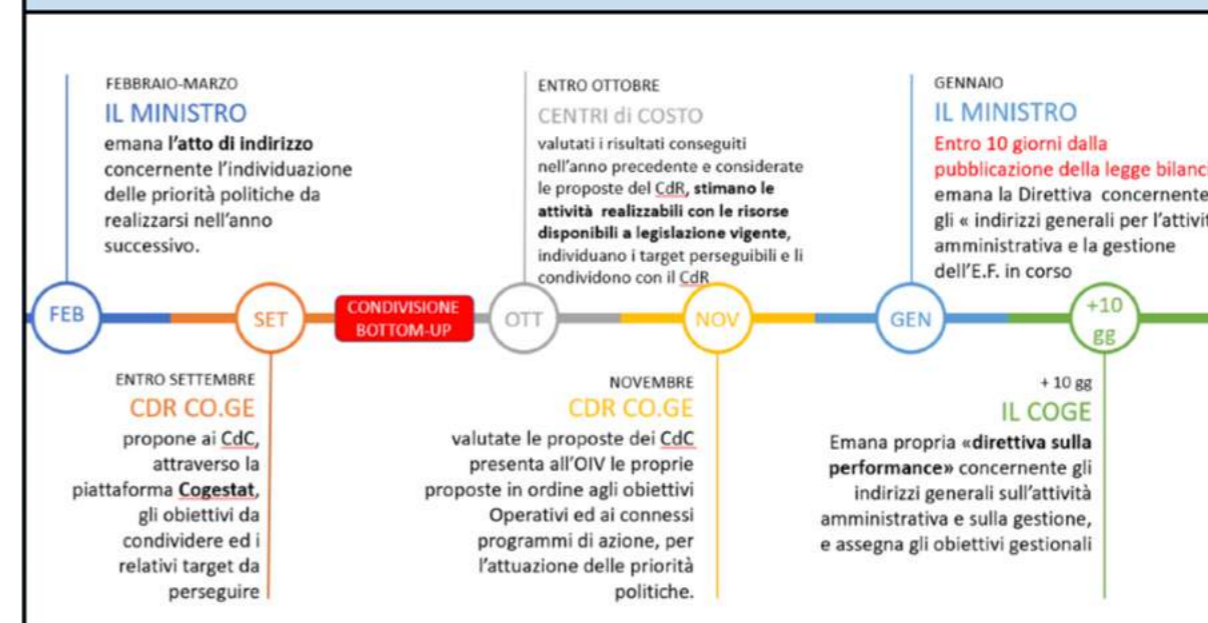 FEBBRAIO-MARZO
IL MINISTRO
emana l'atto di indirizzo
concernente l'individuazione
delle priorità politiche da
realizzarsi nell'anno
successivo.
ENTRO OTTOBRE
CENTRI di COSTO
valutati i risultati conseguiti
nell'anno precedente e considerate
le proposte del CdR, stimano le
attività realizzabili con le risorse
disponibili a legislazione vigente,
individuano i target perseguibili e li
condividono con il CdR
GENNAIO
IL MINISTRO
Entro 10 giorni dalla
pubblicazione della legge bilanci
emana la Direttiva concernente
gli « indirizzi generali per l'attivit
amministrativa e la gestione
dell'E.F. in corso
FEB
SET
CONDIVISIONE
BOTTOM-UP
OTT
NOV
GEN
+10
gg
ENTRO SETTEMBRE
CDR CO.GE
propone ai CdC,
attraverso la
piattaforma Cogestat,
gli obiettivi da
condividere ed i
relativi target da
perseguire
NOVEMBRE
CDR CO.GE
valutate le proposte dei CdC
presenta all'OIV le proprie
proposte in ordine agli obiettivi
Operativi ed ai connessi
programmi di azione, per
l'attuazione delle priorità
politiche.
+ 10 gg
IL COGE
Emana propria «direttiva sulla
performance» concernente gli
indirizzi generali sull'attività
amministrativa e sulla gestione,
e assegna gli obiettivi gestionali